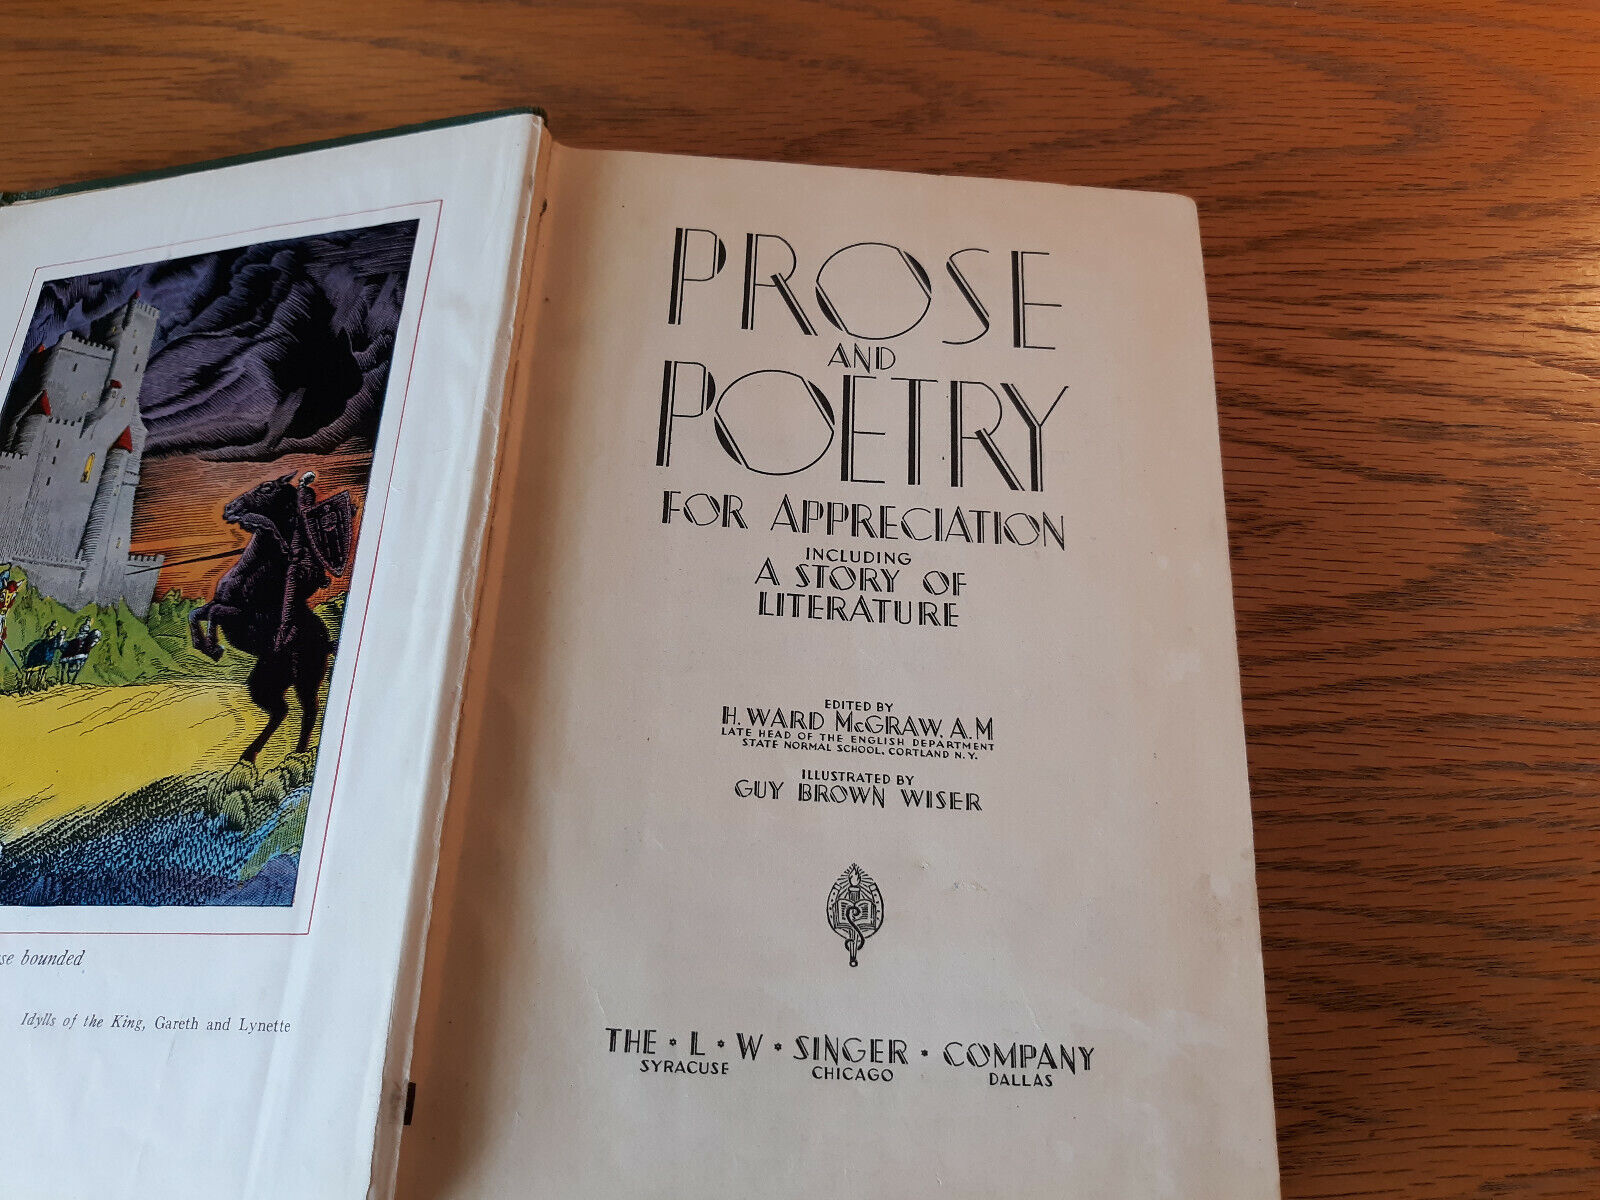 bounded
Idylls of the King, Gareth and Lynette
PROSE
AND
POETRY
FOR APPRECIATION
INCLUDING
A STORY OF
LITERATURE
EDITED BY
H. WARD McGRAW, A.M
LATE HEAD OF THE ENGLISH DEPARTMENT
STATE NORMAL SCHOOL, CORTLAND N.Y.
ILLUSTRATED BY
GUY BROWN WISER
THE · L · W · SINGER · COMPANY
SYRACUSE CHICAGO DALLAS